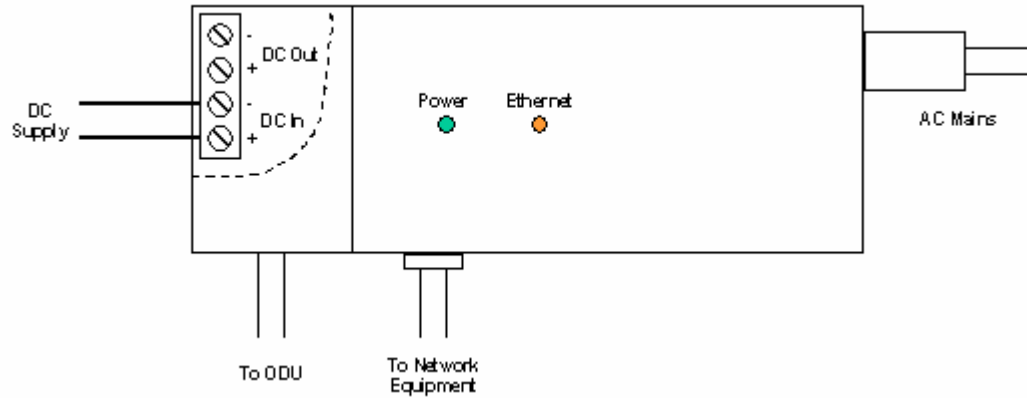 -
DC Out
+
-
DC In
+
DC
Supply
Power
Ethernet
AC Mains
To ODU
To Network
Equipment